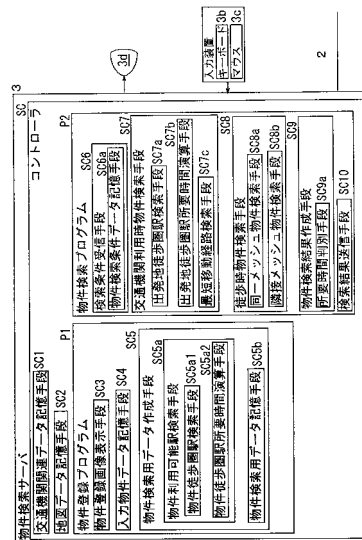 物件検索サーバ
3
コントローラ
SC
交通機関関連データ記憶手段 SC1
地図データ記憶手段 SC2
P1
物件登録プログラム
物件登録画像表示手段 SC3
入力物件データ記憶手段 SC4
SC5
物件検索用データ作成手段
SC5a
物件利用可能駅検索手段
物件徒歩圏駅検索手段 SC5a1
SC5a2
物件徒歩圏駅所要時間演算手段
物件検索用データ記憶手段 SC5b
P2
物件検索プログラム
SC6
検索条件受信手段 SC6a
物件検索条件データ記憶手段
SC7
交通機関利用時物件検索手段
出発地徒歩圏駅検索手段 SC7a
SC7b
出発地徒歩圏駅所要時間演算手段
最短移動経路検索手段 SC7c
SC8
徒歩時物件検索手段
同一メッシュ物件検索手段 SC8a
隣接メッシュ物件検索手段 SC8b
SC9
物件検索結果作成手段
所要時間判別手段 SC9a
検索結果送信手段 SC10
3d
入力装置
キーボード 3b
マウス 3c
2